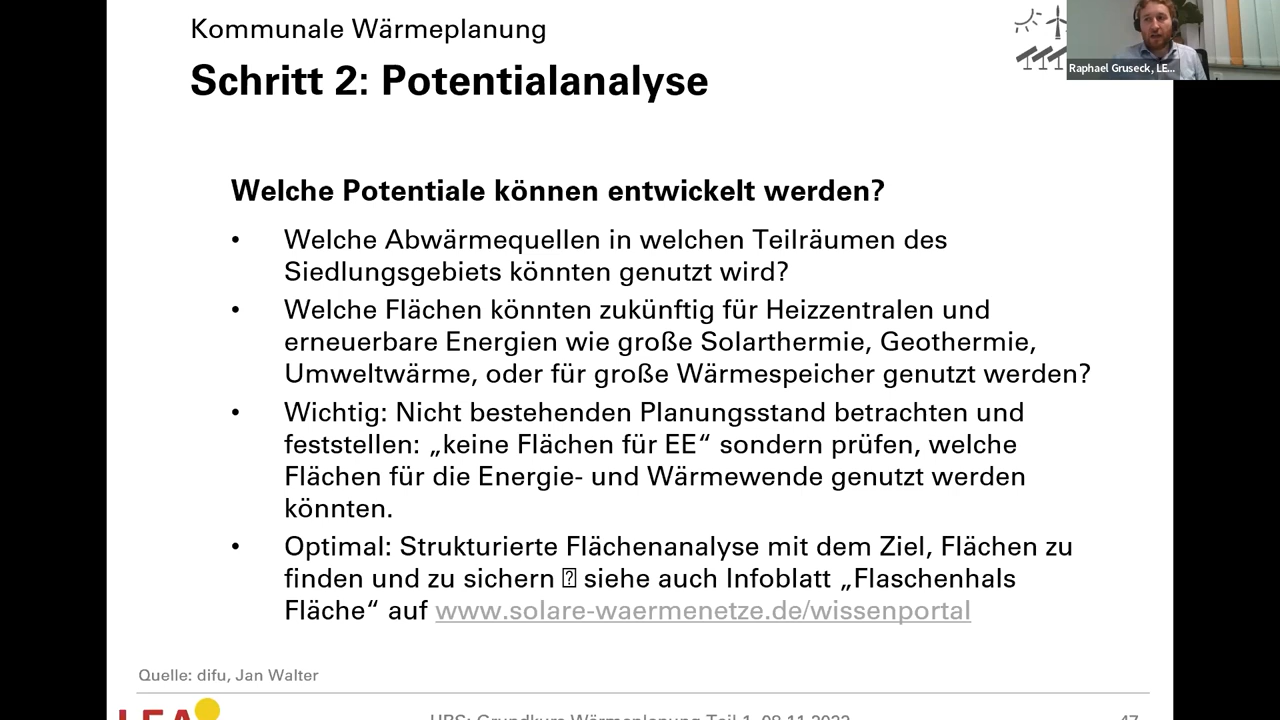 Kommunale Wärmeplanung
Schritt 2: Potentialanalyse
Raphael Gruseck, LE...
Welche Potentiale können entwickelt werden?
• Welche Abwärmequellen in welchen Teilräumen des
Siedlungsgebiets könnten genutzt wird?
• Welche Flächen könnten zukünftig für Heizzentralen und
erneuerbare Energien wie große Solarthermie, Geothermie,
Umweltwärme, oder für große Wärmespeicher genutzt werden?
• Wichtig: Nicht bestehenden Planungsstand betrachten und
feststellen: „keine Flächen für EE“ sondern prüfen, welche
Flächen für die Energie- und Wärmewende genutzt werden
könnten.
• Optimal: Strukturierte Flächenanalyse mit dem Ziel, Flächen zu
finden und zu sichern ⍰ siehe auch Infoblatt „Flaschenhals
Fläche“ auf www.solare-waermenetze.de/wissenportal
Quelle: difu, Jan Walter
LEA
Grundkurs Wärmeplanung Teil 1, 08.11.2023
47